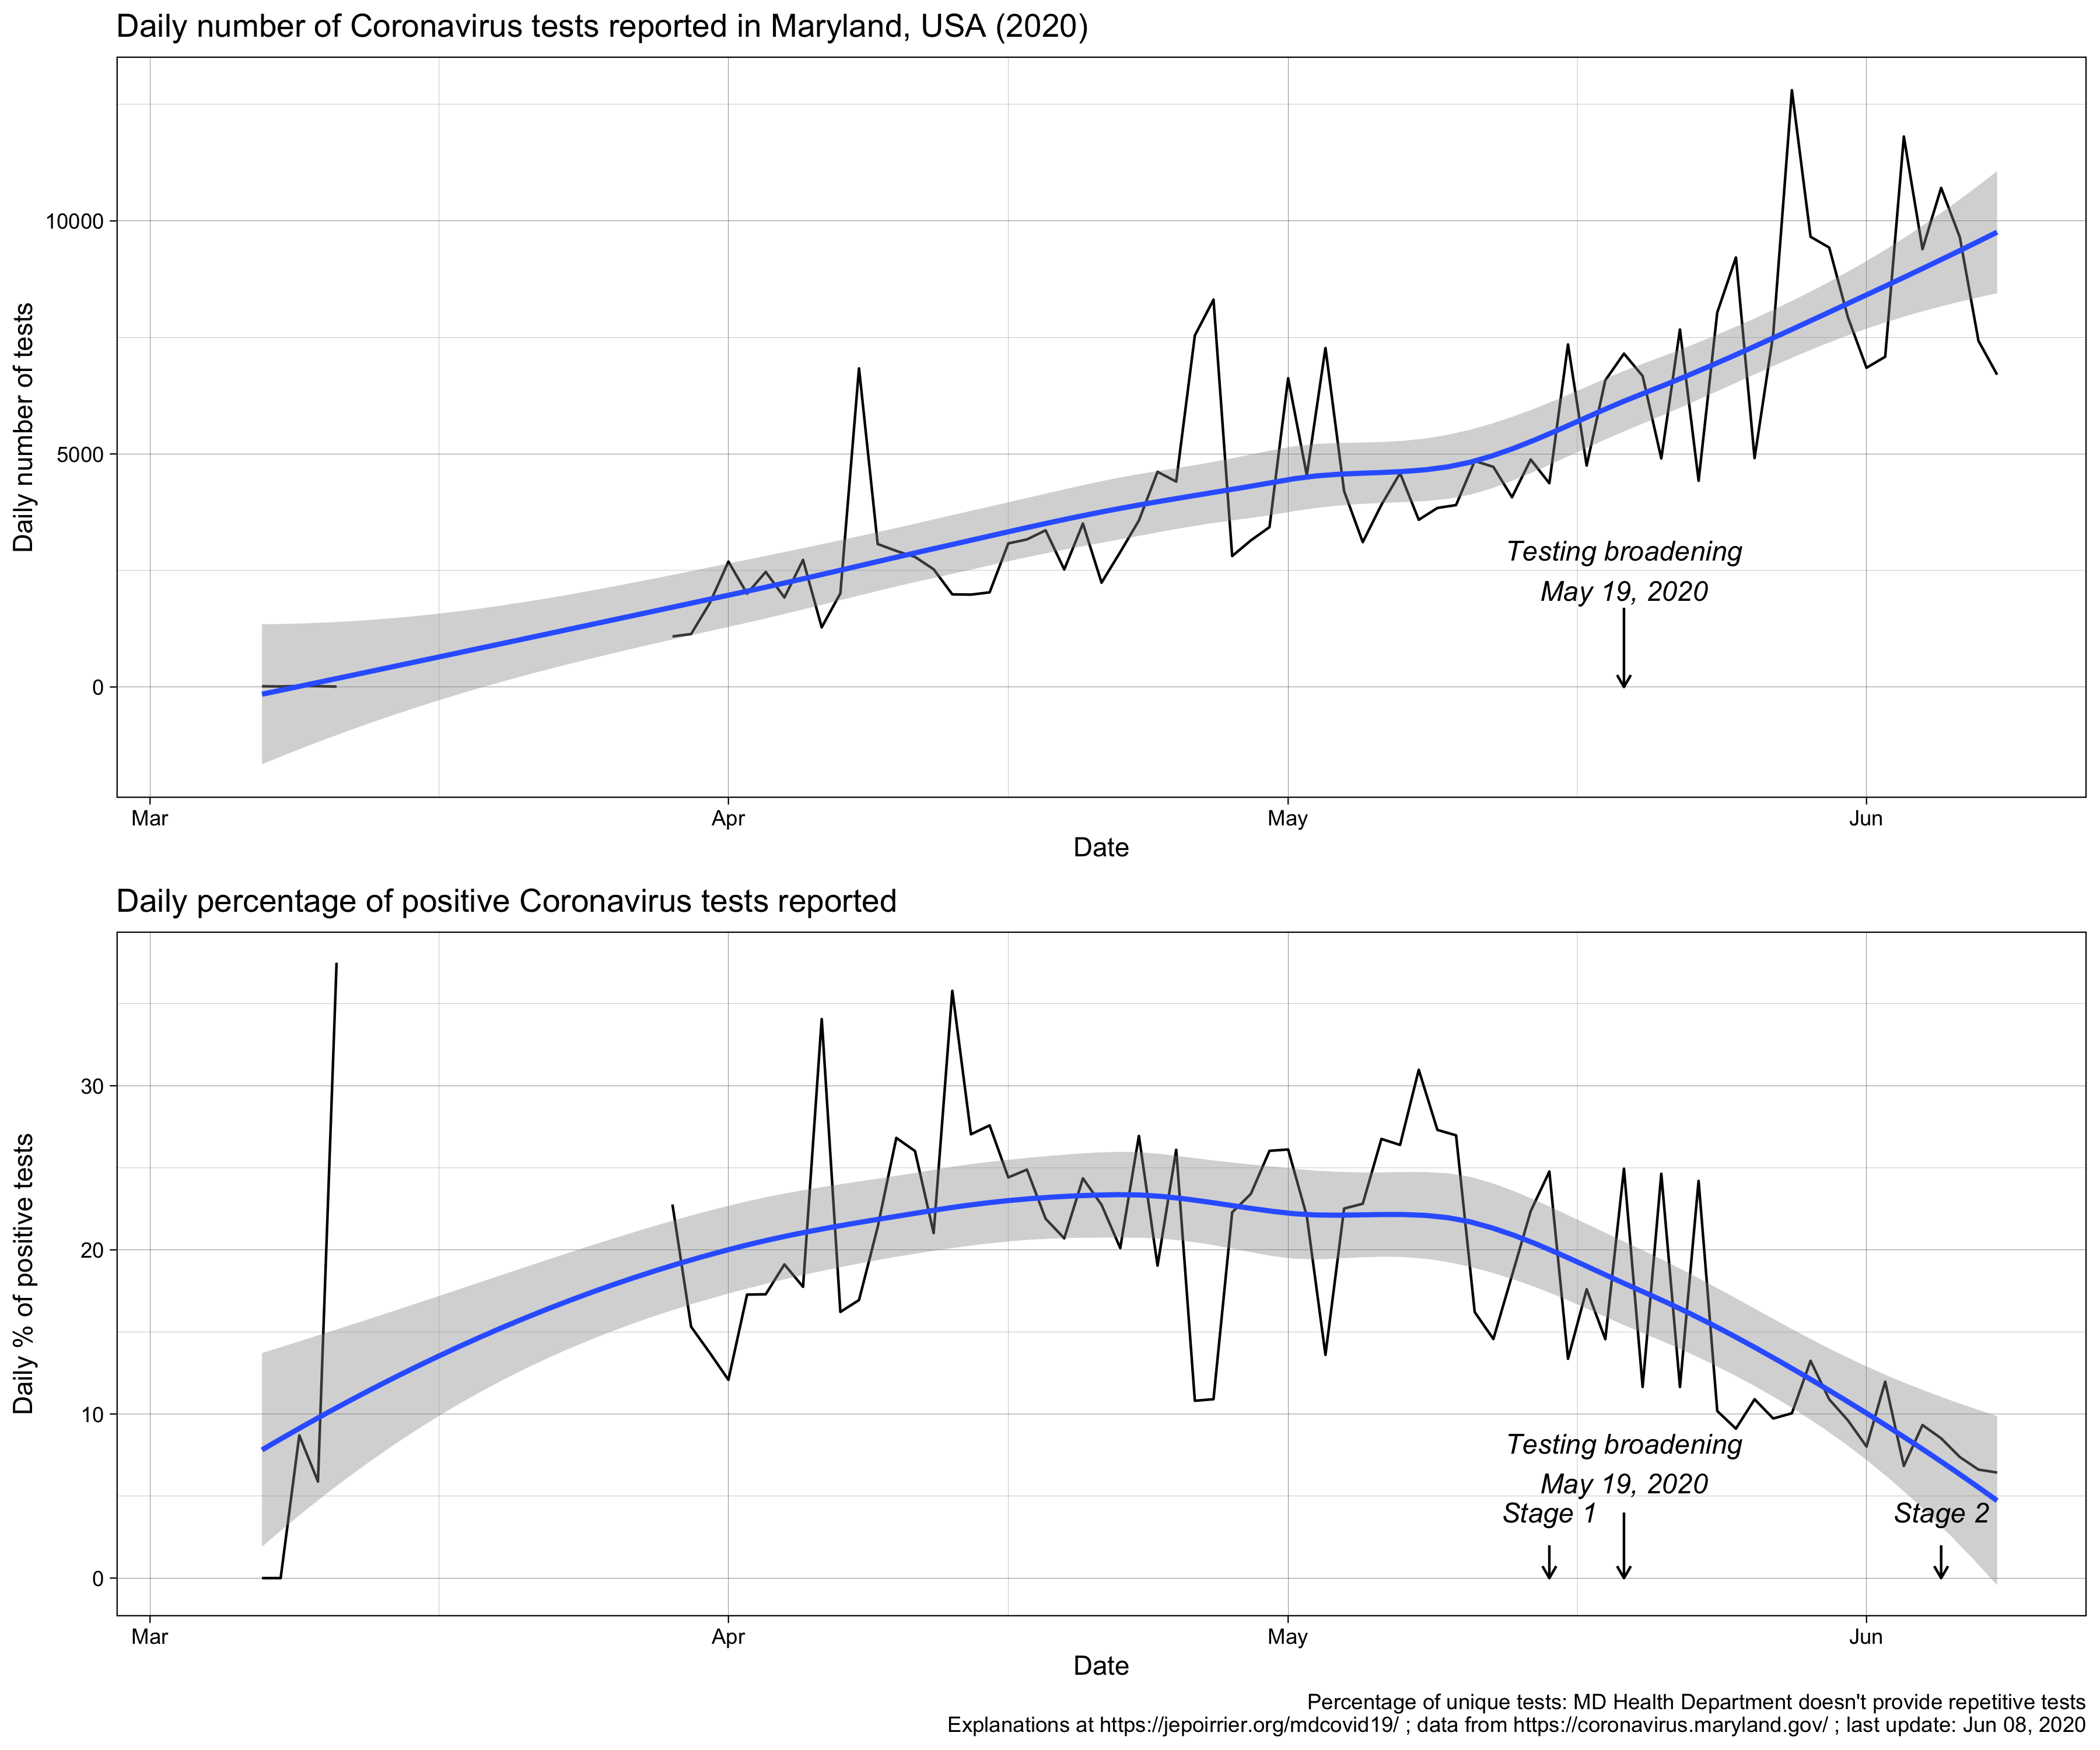 Daily number of Coronavirus tests reported in Maryland, USA (2020)
Daily number of tests
10000
5000
0
Testing broadening
May 19, 2020
Mar
Apr
May
Jun
Date
Daily percentage of positive Coronavirus tests reported
Daily % of positive tests
30
20
10
0
Testing broadening
May 19, 2020
Stage 1
Stage 2
Mar
Apr
May
Jun
Date
Percentage of unique tests: MD Health Department doesn't provide repetitive tests
Explanations at https://jepoirrier.org/mdcovid19/ ; data from https://coronavirus.maryland.gov/ ; last update: Jun 08, 2020